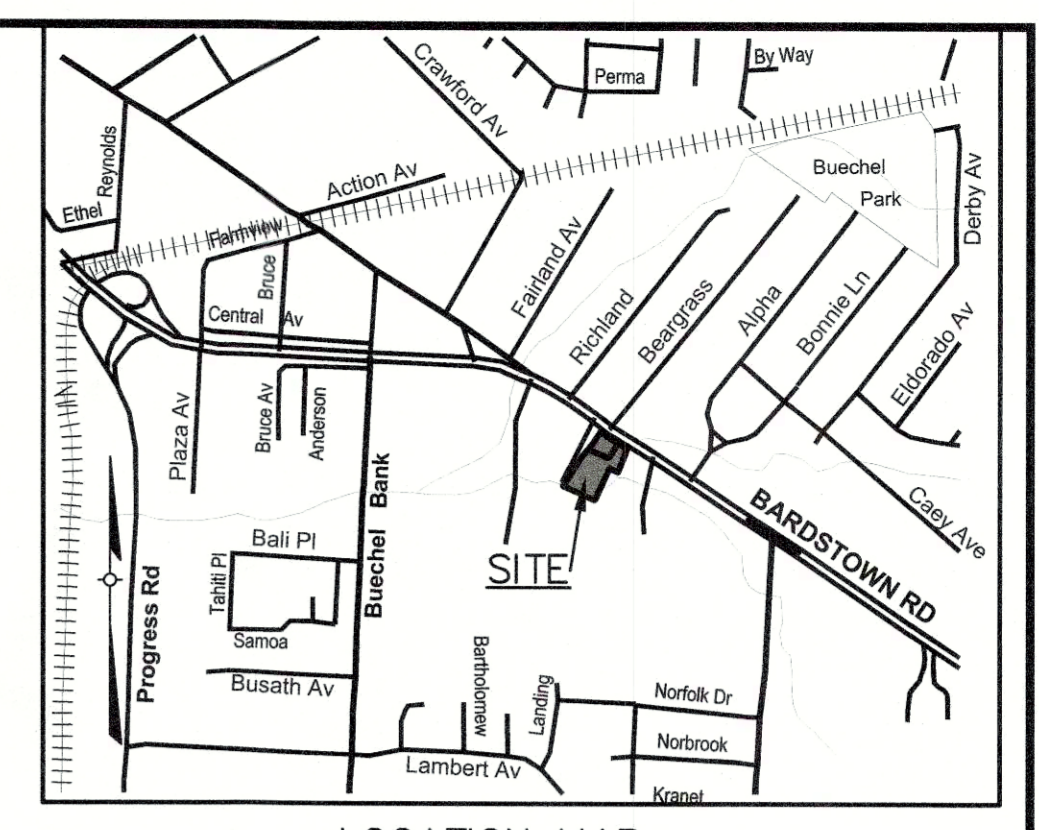 Crawford Av
Perma
By Way
Reynolds
Ethel
Action Av
Farmview
Buechel
Park
Derby Av
Bruce
Central Av
Fairland Av
Richland
Beargrass
Alpha
Bonnie Ln
Eldorado Av
Plaza Av
Bruce Av
Anderson
Buechel Bank
BARDSTOWN RD
Caey Ave
SITE
Bali Pl
Tahiti Pl
Samoa
Progress Rd
Busath Av
Bartholomew
Landing
Norfolk Dr
Norbrook
Lambert Av
Kranet